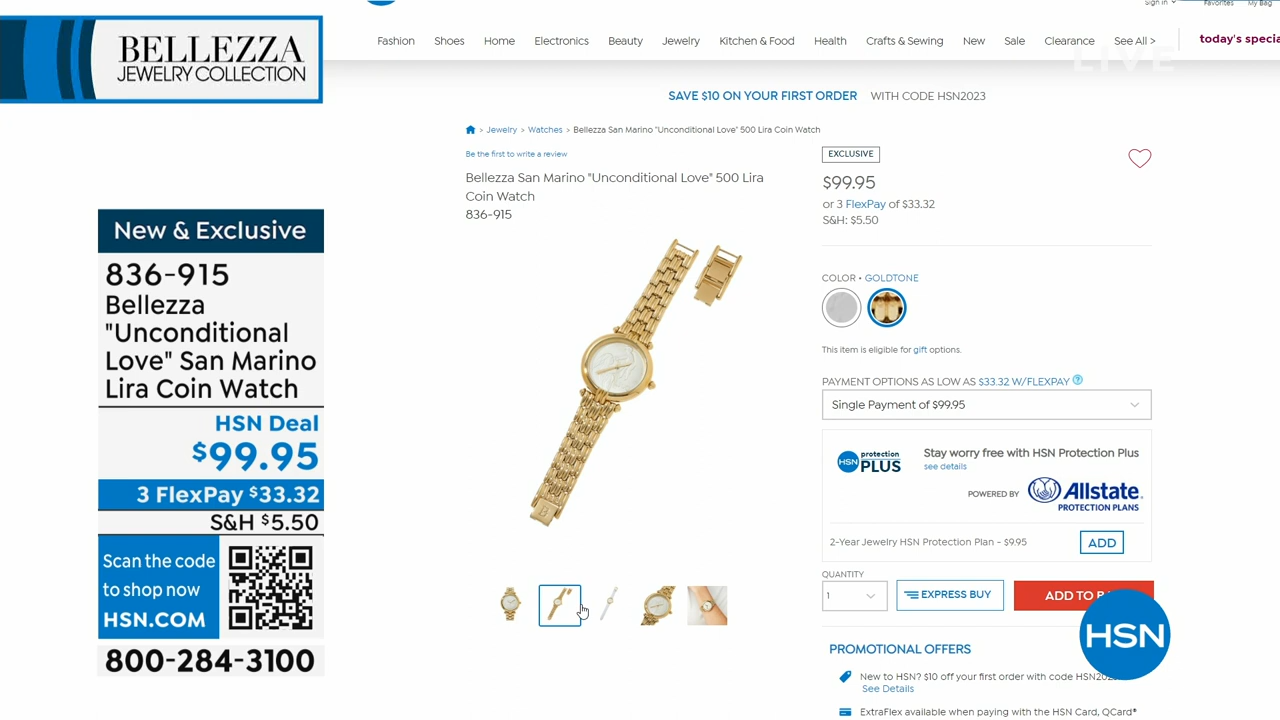 BELLEZZA
JEWELRY COLLECTION
New & Exclusive
836-915
Bellezza
"Unconditional
Love" San Marino
Lira Coin Watch
HSN Deal
$99.95
3 FlexPay $33.32
S&H $5.50
Scan the code
to shop now
HSN.COM
800-284-3100
Sign in
Favorites
My Bag
Fashion Shoes Home Electronics Beauty Jewelry Kitchen & Food Health Crafts & Sewing New Sale Clearance See All > today's specia
LIVE
SAVE $10 ON YOUR FIRST ORDER WITH CODE HSN2023
> Jewelry > Watches > Bellezza San Marino "Unconditional Love" 500 Lira Coin Watch
Be the first to write a review
Bellezza San Marino "Unconditional Love" 500 Lira
Coin Watch
836-915
EXCLUSIVE
$99.95
or 3 FlexPay of $33.32
S&H: $5.50
COLOR • GOLDTONE
This item is eligible for gift options.
PAYMENT OPTIONS AS LOW AS $33.32 W/FLEXPAY ?
Single Payment of $99.95
HSN protection PLUS
Stay worry free with HSN Protection Plus
see details
POWERED BY Allstate.
PROTECTION PLANS
2-Year Jewelry HSN Protection Plan - $9.95 ADD
QUANTITY
1
EXPRESS BUY
ADD TO B
HSN
PROMOTIONAL OFFERS
New to HSN? $10 off your first order with code HSN202
See Details
ExtraFlex available when paying with the HSN Card, QCard®